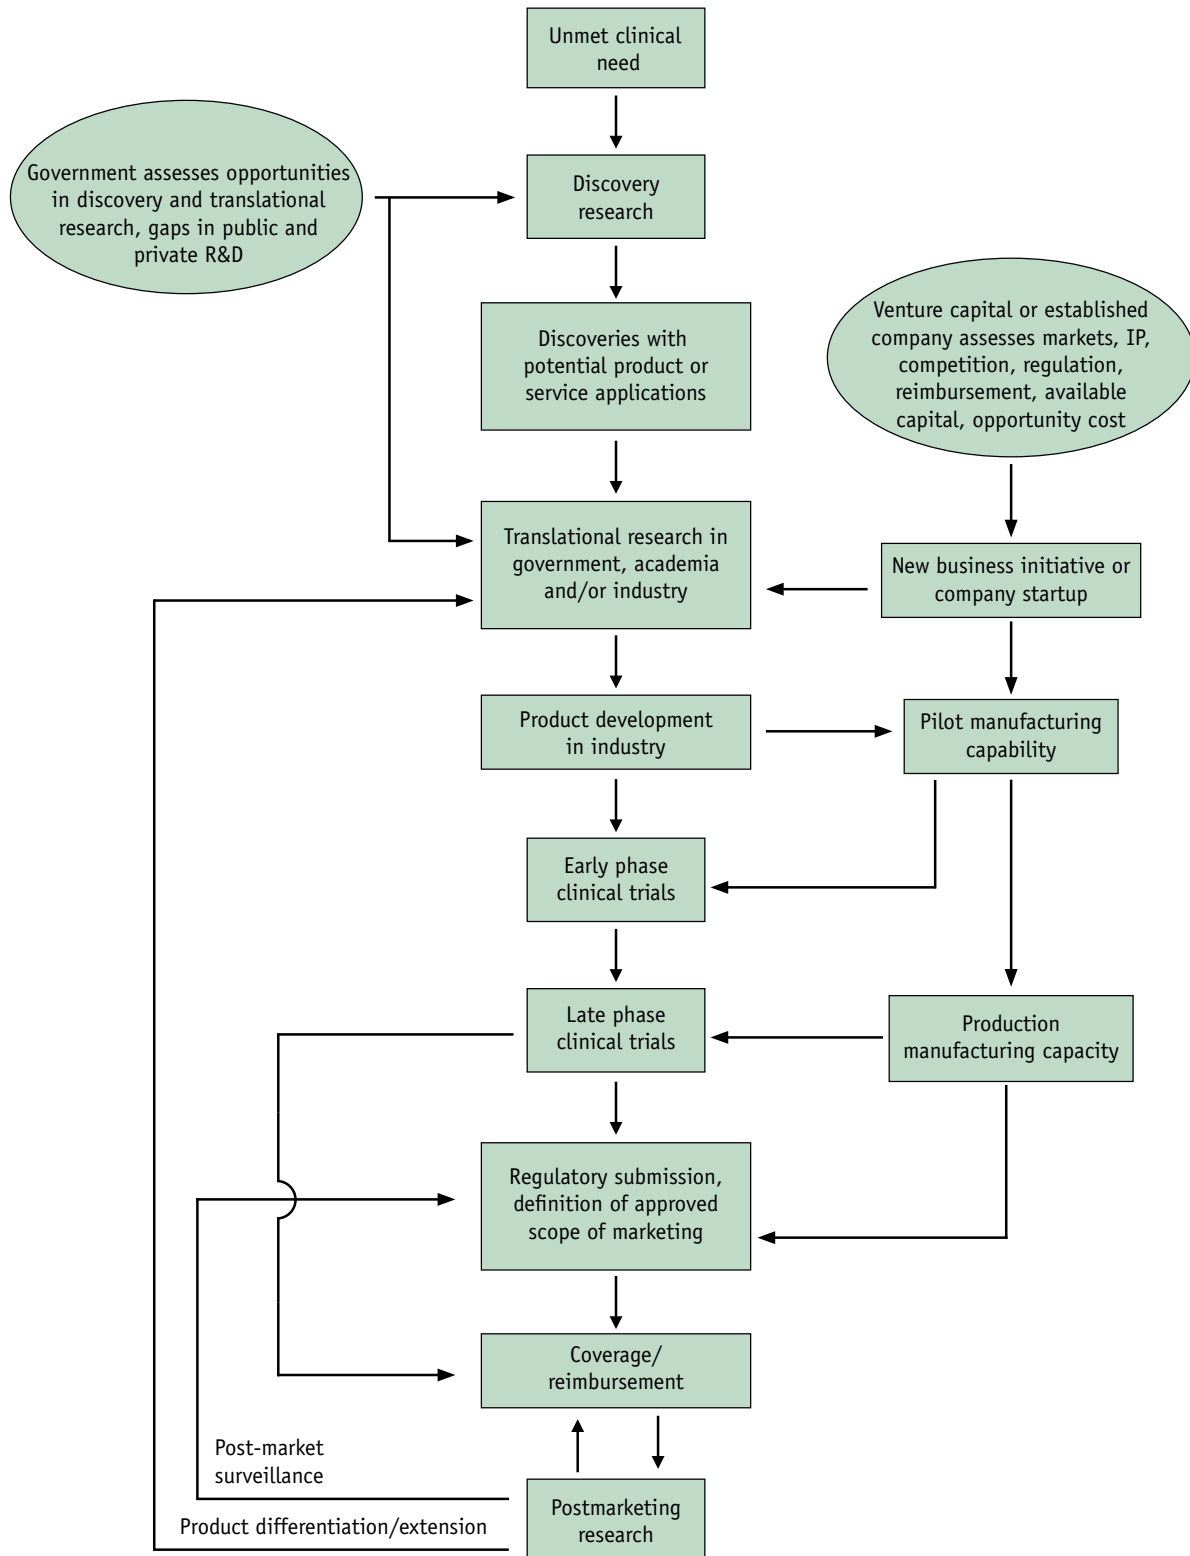 Unmet clinical
need
Government assesses opportunities
in discovery and translational
research, gaps in public and
private R&D
Discovery
research
Discoveries with
potential product or
service applications
Venture capital or established
company assesses markets, IP,
competition, regulation,
reimbursement, available
capital, opportunity cost
Translational research in
government, academia
and/or industry
New business initiative or
company startup
Product development
in industry
Pilot manufacturing
capability
Early phase
clinical trials
Late phase
clinical trials
Production
manufacturing capacity
Regulatory submission,
definition of approved
scope of marketing
Coverage/
reimbursement
Post-market
surveillance
Postmarketing
research
Product differentiation/extension